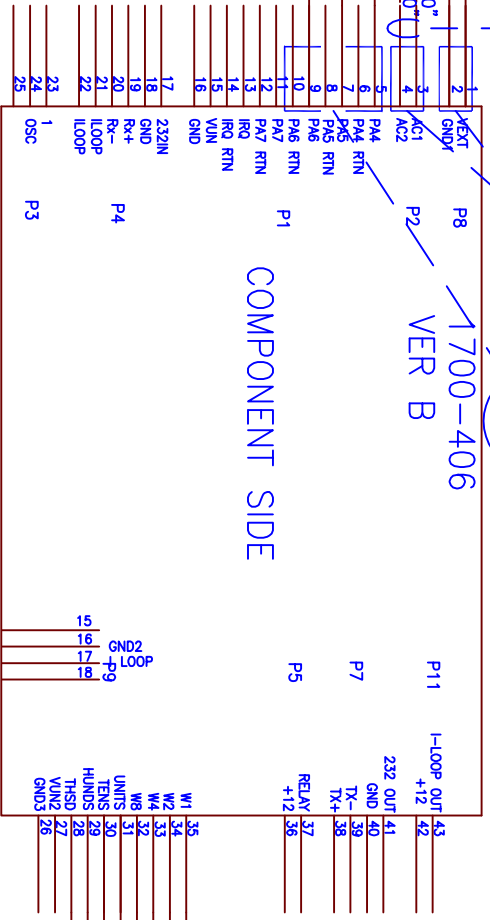 1 VEXT
2 GND1
P8
3 AC1
4 AC2
P2
5 PA4
6 PA4 RTN
7 PA5
8 PA5 RTN
9 PA6
10 PA6 RTN
11 PA7
12 PA7 RTN
13 IRQ
14 IRQ RTN
15 VUN
16 GND
P1
17 232IN
18 GND
19 Rx+
20 Rx-
21 ILOOP
22 ILOOP
P4
23 1
24 OSC
25
P3
1700-406
VER B
COMPONENT SIDE
15
16 GND2
17 -I LOOP
18
P9
P11
I-LOOP OUT 43
+12 42
P7
232 OUT 41
GND 40
TX- 39
TX+ 38
P5
RELAY 37
+12 36
W1 35
W2 34
W4 33
W8 32
UNITS 31
TENS 30
HUNDS 29
THSD 28
VUN2 27
GND3 26